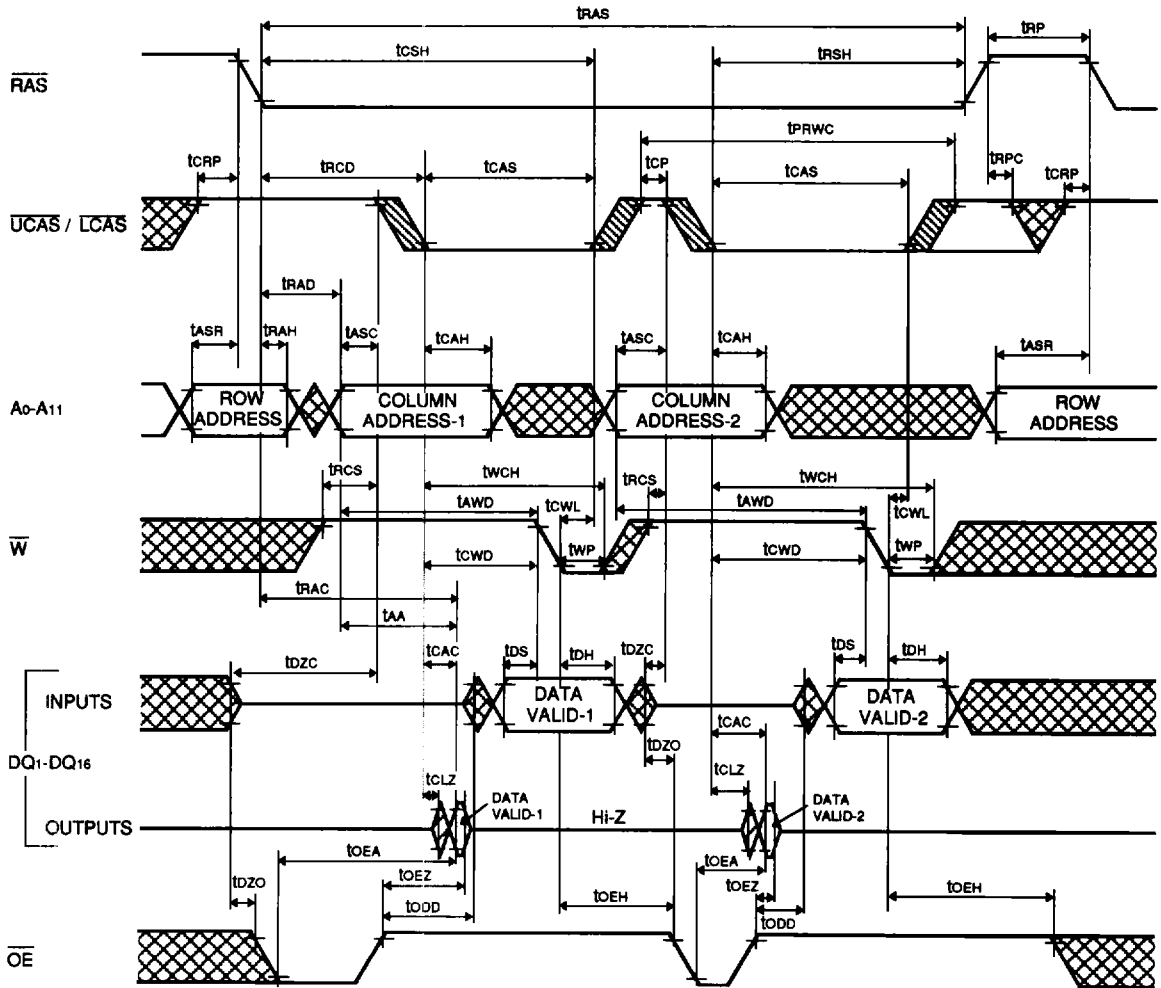 tRAS
tRP
tCSH
tRSH
RAS
tPRWC
tCRP
tRCD
tCAS
tCP
tCAS
tRPC
tCRP
UCAS / LCAS
tRAD
tASR
tRAH
tASC
tCAH
tASC
tCAH
tASR
A0-A11
ROW ADDRESS
COLUMN ADDRESS-1
COLUMN ADDRESS-2
ROW ADDRESS
tRCS
tWCH
tRCS
tWCH
tAWD
tCWL
tAWD
tCWL
W
tCWD
tWP
tCWD
tWP
tRAC
tAA
tDZC
tCAC
tDS
tDH
tDZC
tDS
tDH
INPUTS
DATA VALID-1
DATA VALID-2
tCAC
DQ1-DQ16
tDZO
tCLZ
DATA VALID-1
tCLZ
DATA VALID-2
OUTPUTS
Hi-Z
tOEA
tOEA
tDZO
tOEZ
tOEZ
tOEH
tODD
tOEH
tODD
OE